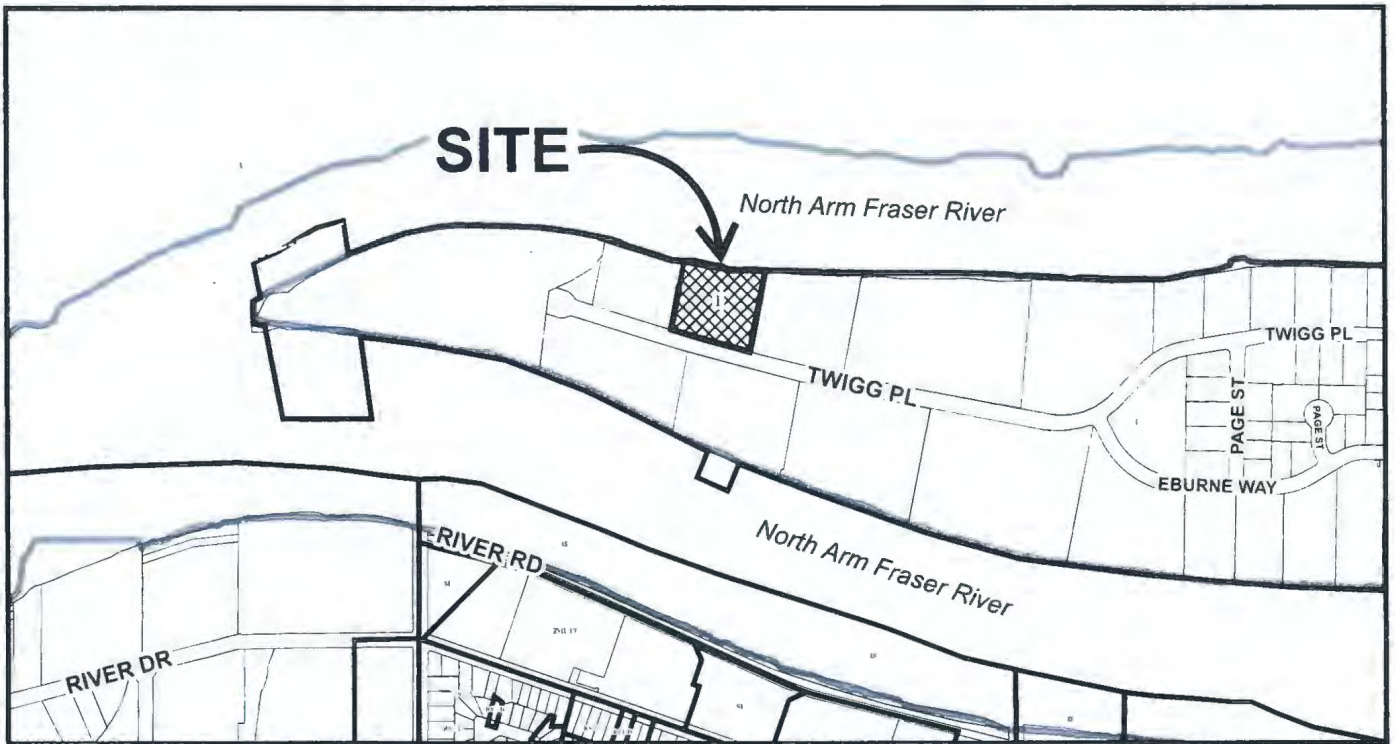 SITE
North Arm Fraser River
I
TWIGG PL
TWIGG PL
PAGE ST
PAGE ST
EBURNE WAY
North Arm Fraser River
RIVER RD
RIVER DR